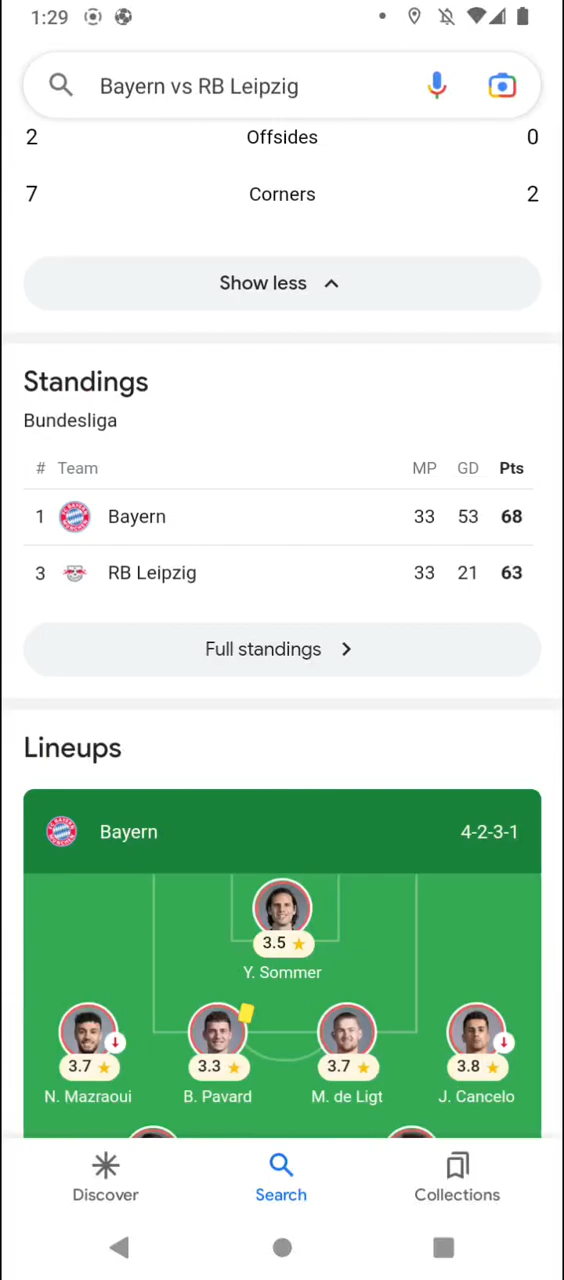 1:29
Bayern vs RB Leipzig
2 Offsides 0
7 Corners 2
Show less
Standings
Bundesliga
# Team MP GD Pts
1 Bayern 33 53 68
3 RB Leipzig 33 21 63
Full standings
Lineups
Bayern 4-2-3-1
3.5
Y. Sommer
3.7 3.3 3.7 3.8
N. Mazraoui B. Pavard M. de Ligt J. Cancelo
Discover Search Collections